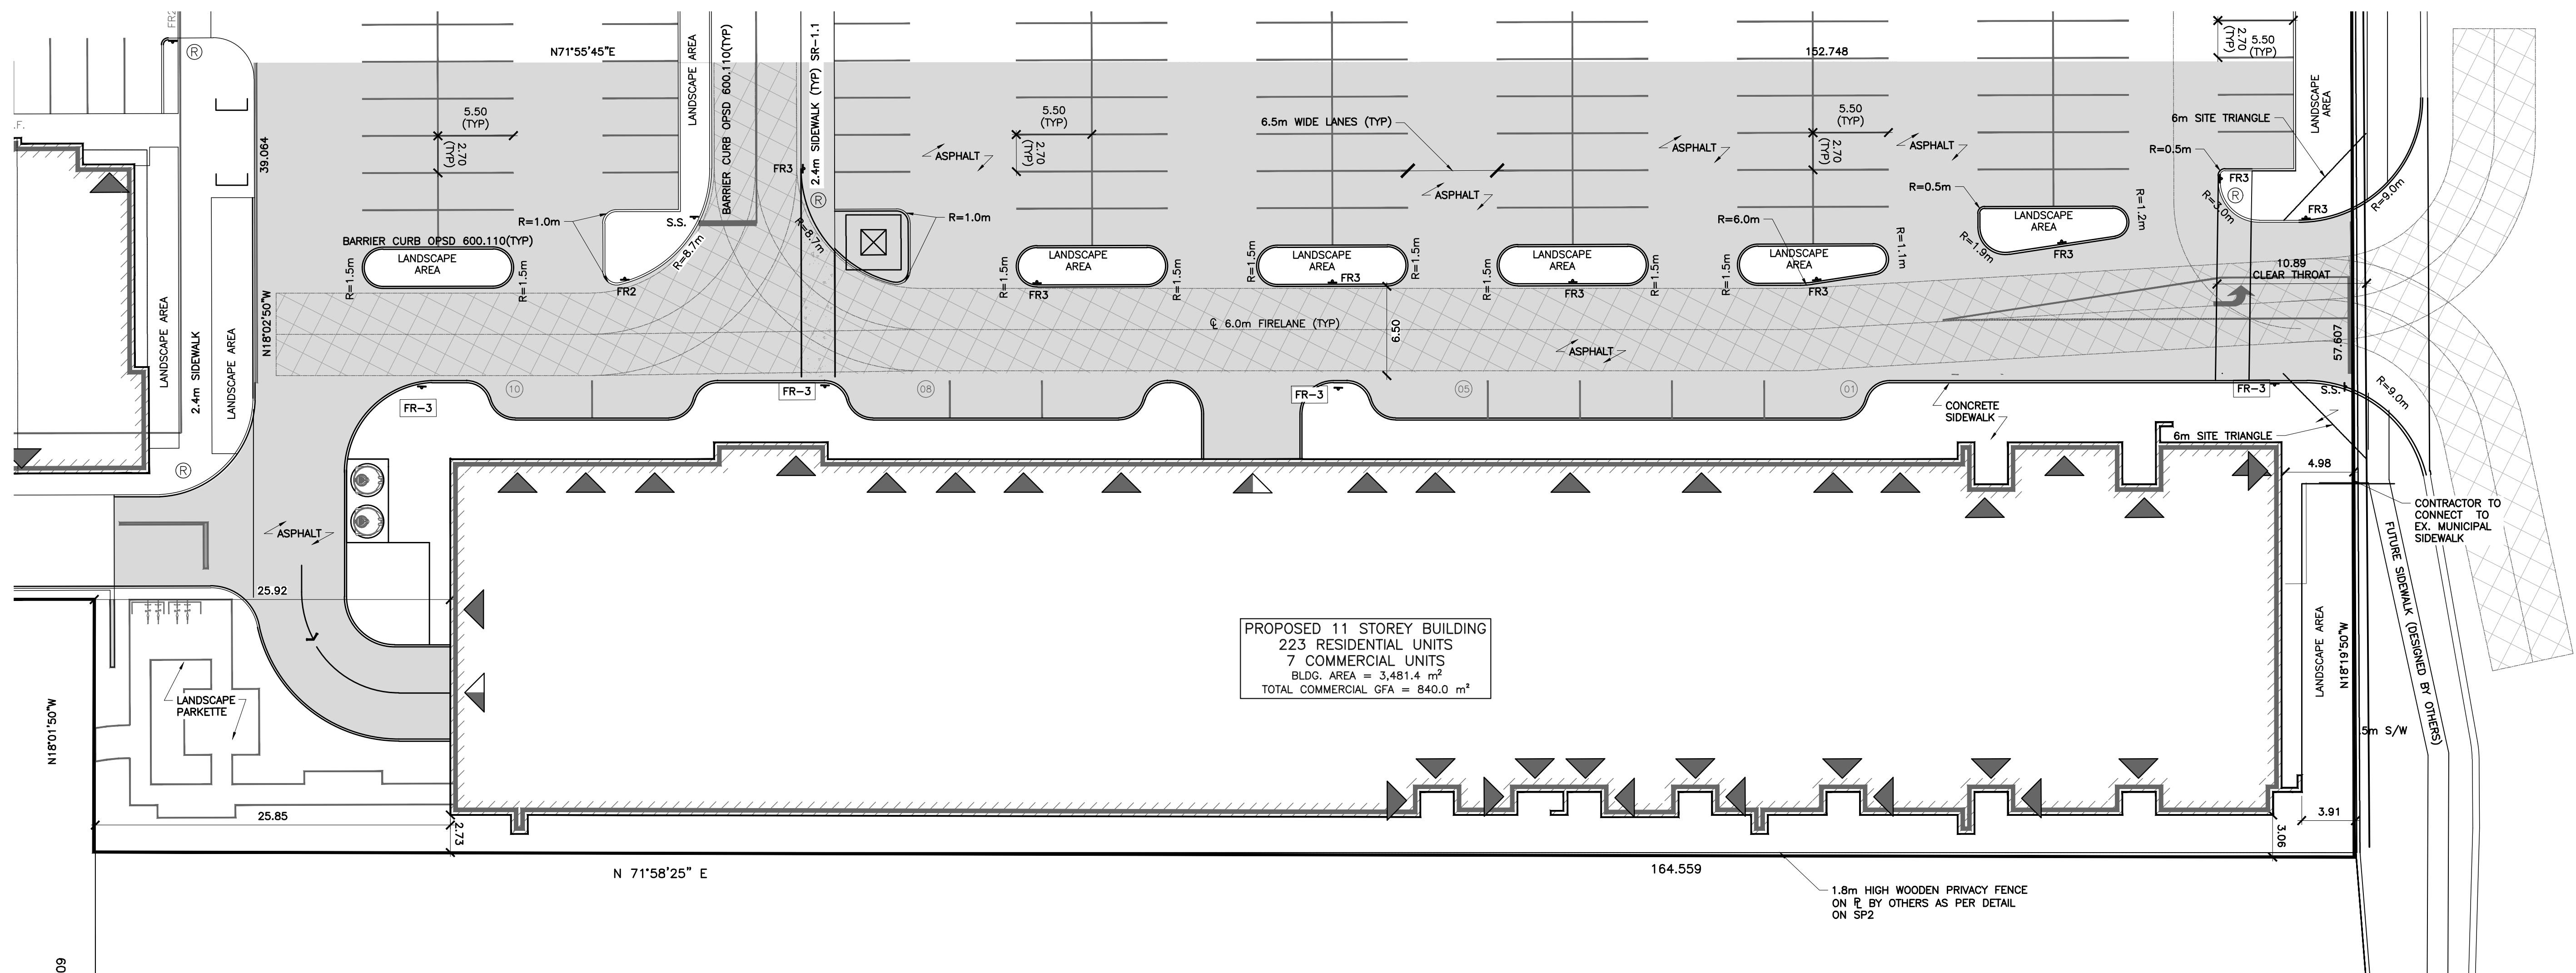 FR2
R
N71°55'45"E
LANDSCAPE AREA
BARRIER CURB OPSD 600.110(TYP)
2.4m SIDEWALK (TYP) SR-1.1
152.748
2.70
(TYP)
5.50
(TYP)
LANDSCAPE
AREA
.F.
39.064
5.50
(TYP)
2.70
(TYP)
FR3
R
ASPHALT
5.50
(TYP)
2.70
(TYP)
6.5m WIDE LANES (TYP)
ASPHALT
ASPHALT
5.50
(TYP)
2.70
(TYP)
ASPHALT
6m SITE TRIANGLE
R=0.5m
FR3
R
R=3.0m
FR3
R=9.0m
R=1.0m
S.S.
R=8.7m
FR2
R=8.7m
R=1.0m
BARRIER CURB OPSD 600.110(TYP)
LANDSCAPE
AREA
R=1.5m
R=1.5m
R=1.5m
LANDSCAPE
AREA
FR3
R=1.5m
R=1.5m
LANDSCAPE
AREA
FR3
R=1.5m
R=1.5m
LANDSCAPE
AREA
FR3
R=1.5m
R=1.5m
R=6.0m
LANDSCAPE
AREA
FR3
R=1.1m
R=0.5m
LANDSCAPE
AREA
R=1.9m
FR3
R=1.2m
10.89
CLEAR THROAT
LANDSCAPE AREA
2.4m SIDEWALK
LANDSCAPE AREA
N18°02'50"W
℄ 6.0m FIRELANE (TYP)
6.50
ASPHALT
57.607
FR-3
10
FR-3
08
FR-3
05
01
CONCRETE
SIDEWALK
FR-3
S.S.
R=9.0m
6m SITE TRIANGLE
R
4.98
ASPHALT
CONTRACTOR TO
CONNECT TO
EX. MUNICIPAL
SIDEWALK
FUTURE SIDEWALK (DESIGNED BY OTHERS)
25.92
PROPOSED 11 STOREY BUILDING
223 RESIDENTIAL UNITS
7 COMMERCIAL UNITS
BLDG. AREA = 3,481.4 m²
TOTAL COMMERCIAL GFA = 840.0 m²
LANDSCAPE AREA
N18°19'50"W
N18°01'50"W
LANDSCAPE
PARKETTE
.5m S/W
25.85
2.73
3.91
3.06
N 71°58'25" E
164.559
1.8m HIGH WOODEN PRIVACY FENCE
ON ⅊ BY OTHERS AS PER DETAIL
ON SP2
09